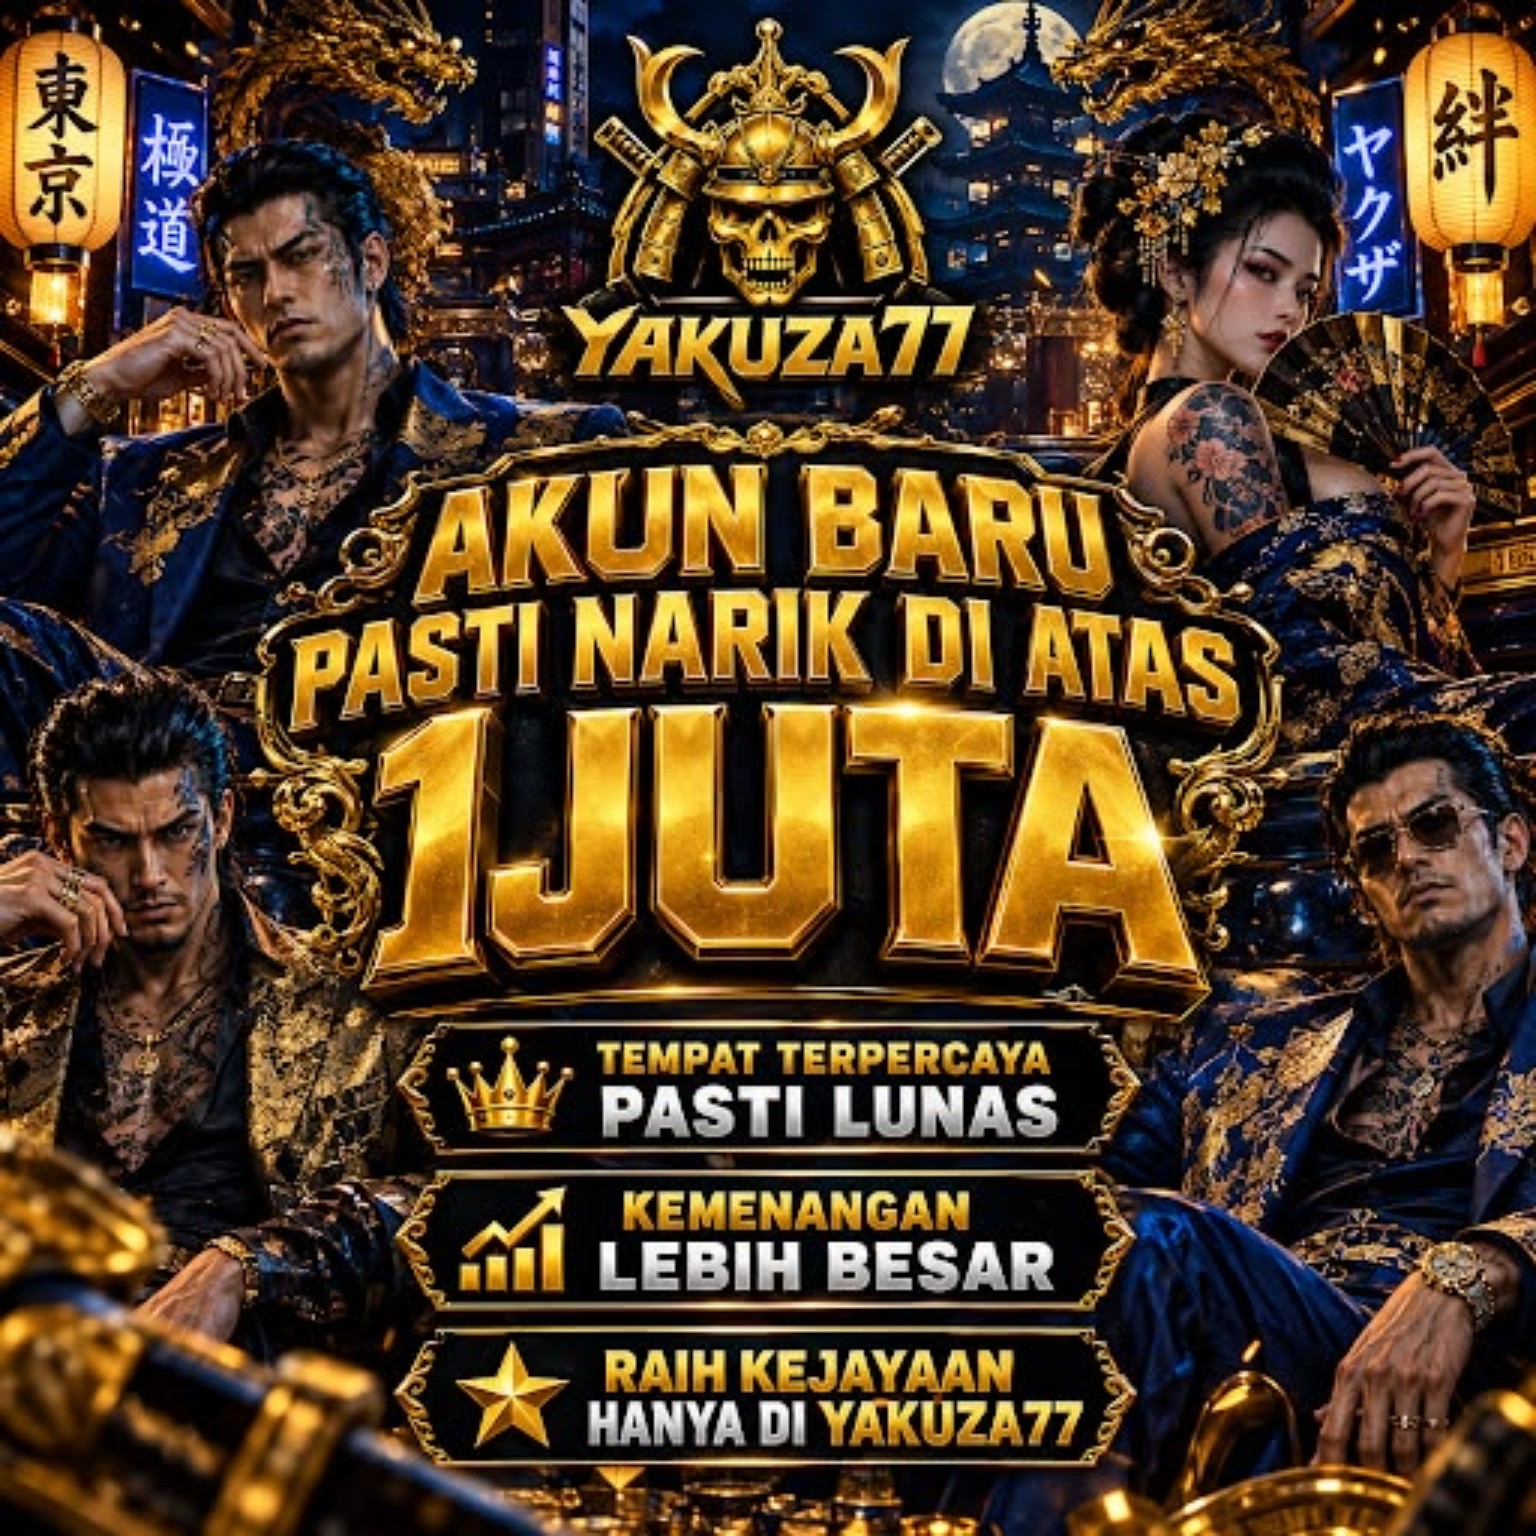 東京
極道
ヤクザ
絆
YAKUZA77
AKUN BARU
PASTI NARIK DI ATAS
1JUTA
TEMPAT TERPERCAYA
PASTI LUNAS
KEMENANGAN
LEBIH BESAR
RAIH KEJAYAAN
HANYA DI YAKUZA77